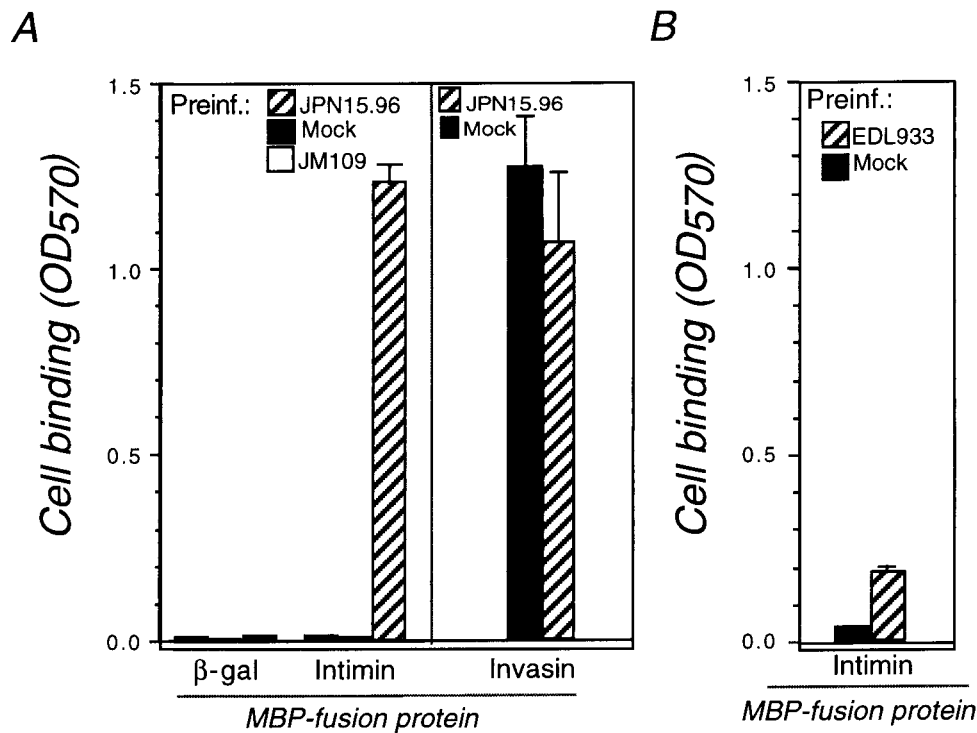 A
Cell binding (OD570)
1.5
1.0
0.5
0.0
Preinf.:
JPN15.96
Mock
JM109
JPN15.96
Mock
β-gal
Intimin
Invasin
MBP-fusion protein
B
Cell binding (OD570)
1.5
1.0
0.5
0.0
Preinf.:
EDL933
Mock
Intimin
MBP-fusion protein